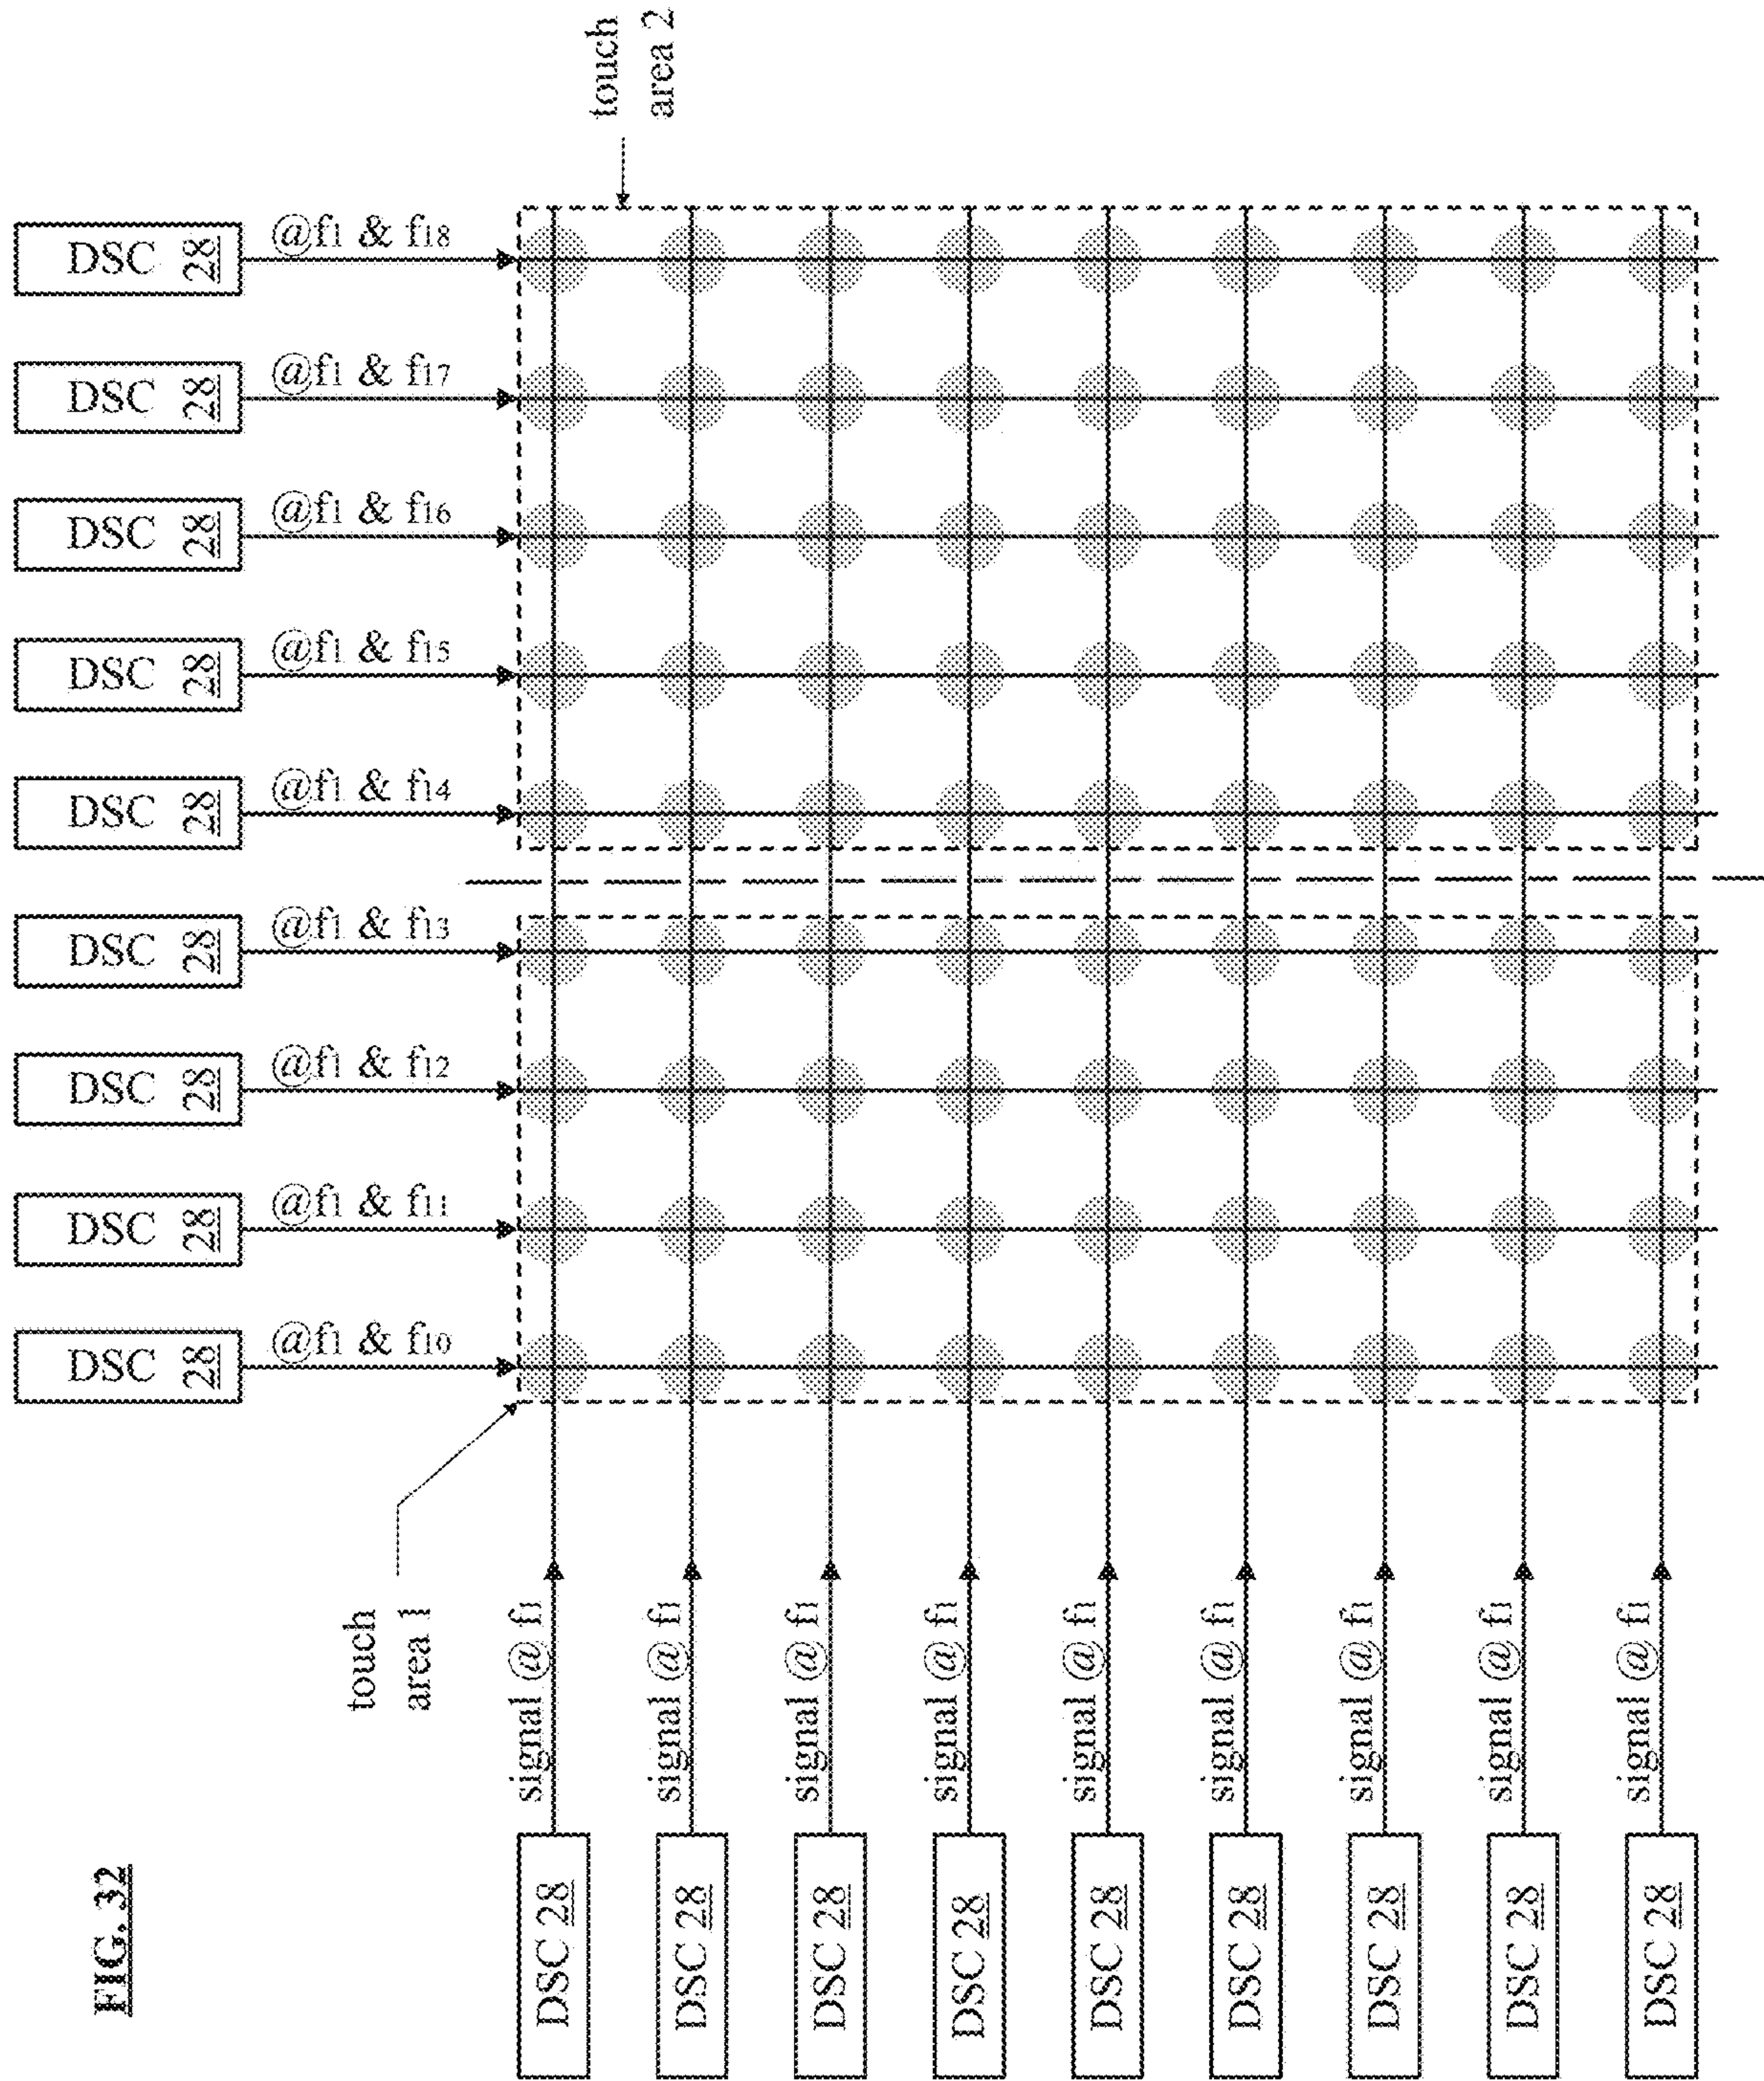 FIG. 32
DSC
28
@f1 & f10
DSC
28
@f1 & f11
DSC
28
@f1 & f12
DSC
28
@f1 & f13
DSC
28
@f1 & f14
DSC
28
@f1 & f15
DSC
28
@f1 & f16
DSC
28
@f1 & f17
DSC
28
@f1 & f18
touch
area 1
touch
area 2
DSC 28
signal @ f1
DSC 28
signal @ f1
DSC 28
signal @ f1
DSC 28
signal @ f1
DSC 28
signal @ f1
DSC 28
signal @ f1
DSC 28
signal @ f1
DSC 28
signal @ f1
DSC 28
signal @ f1